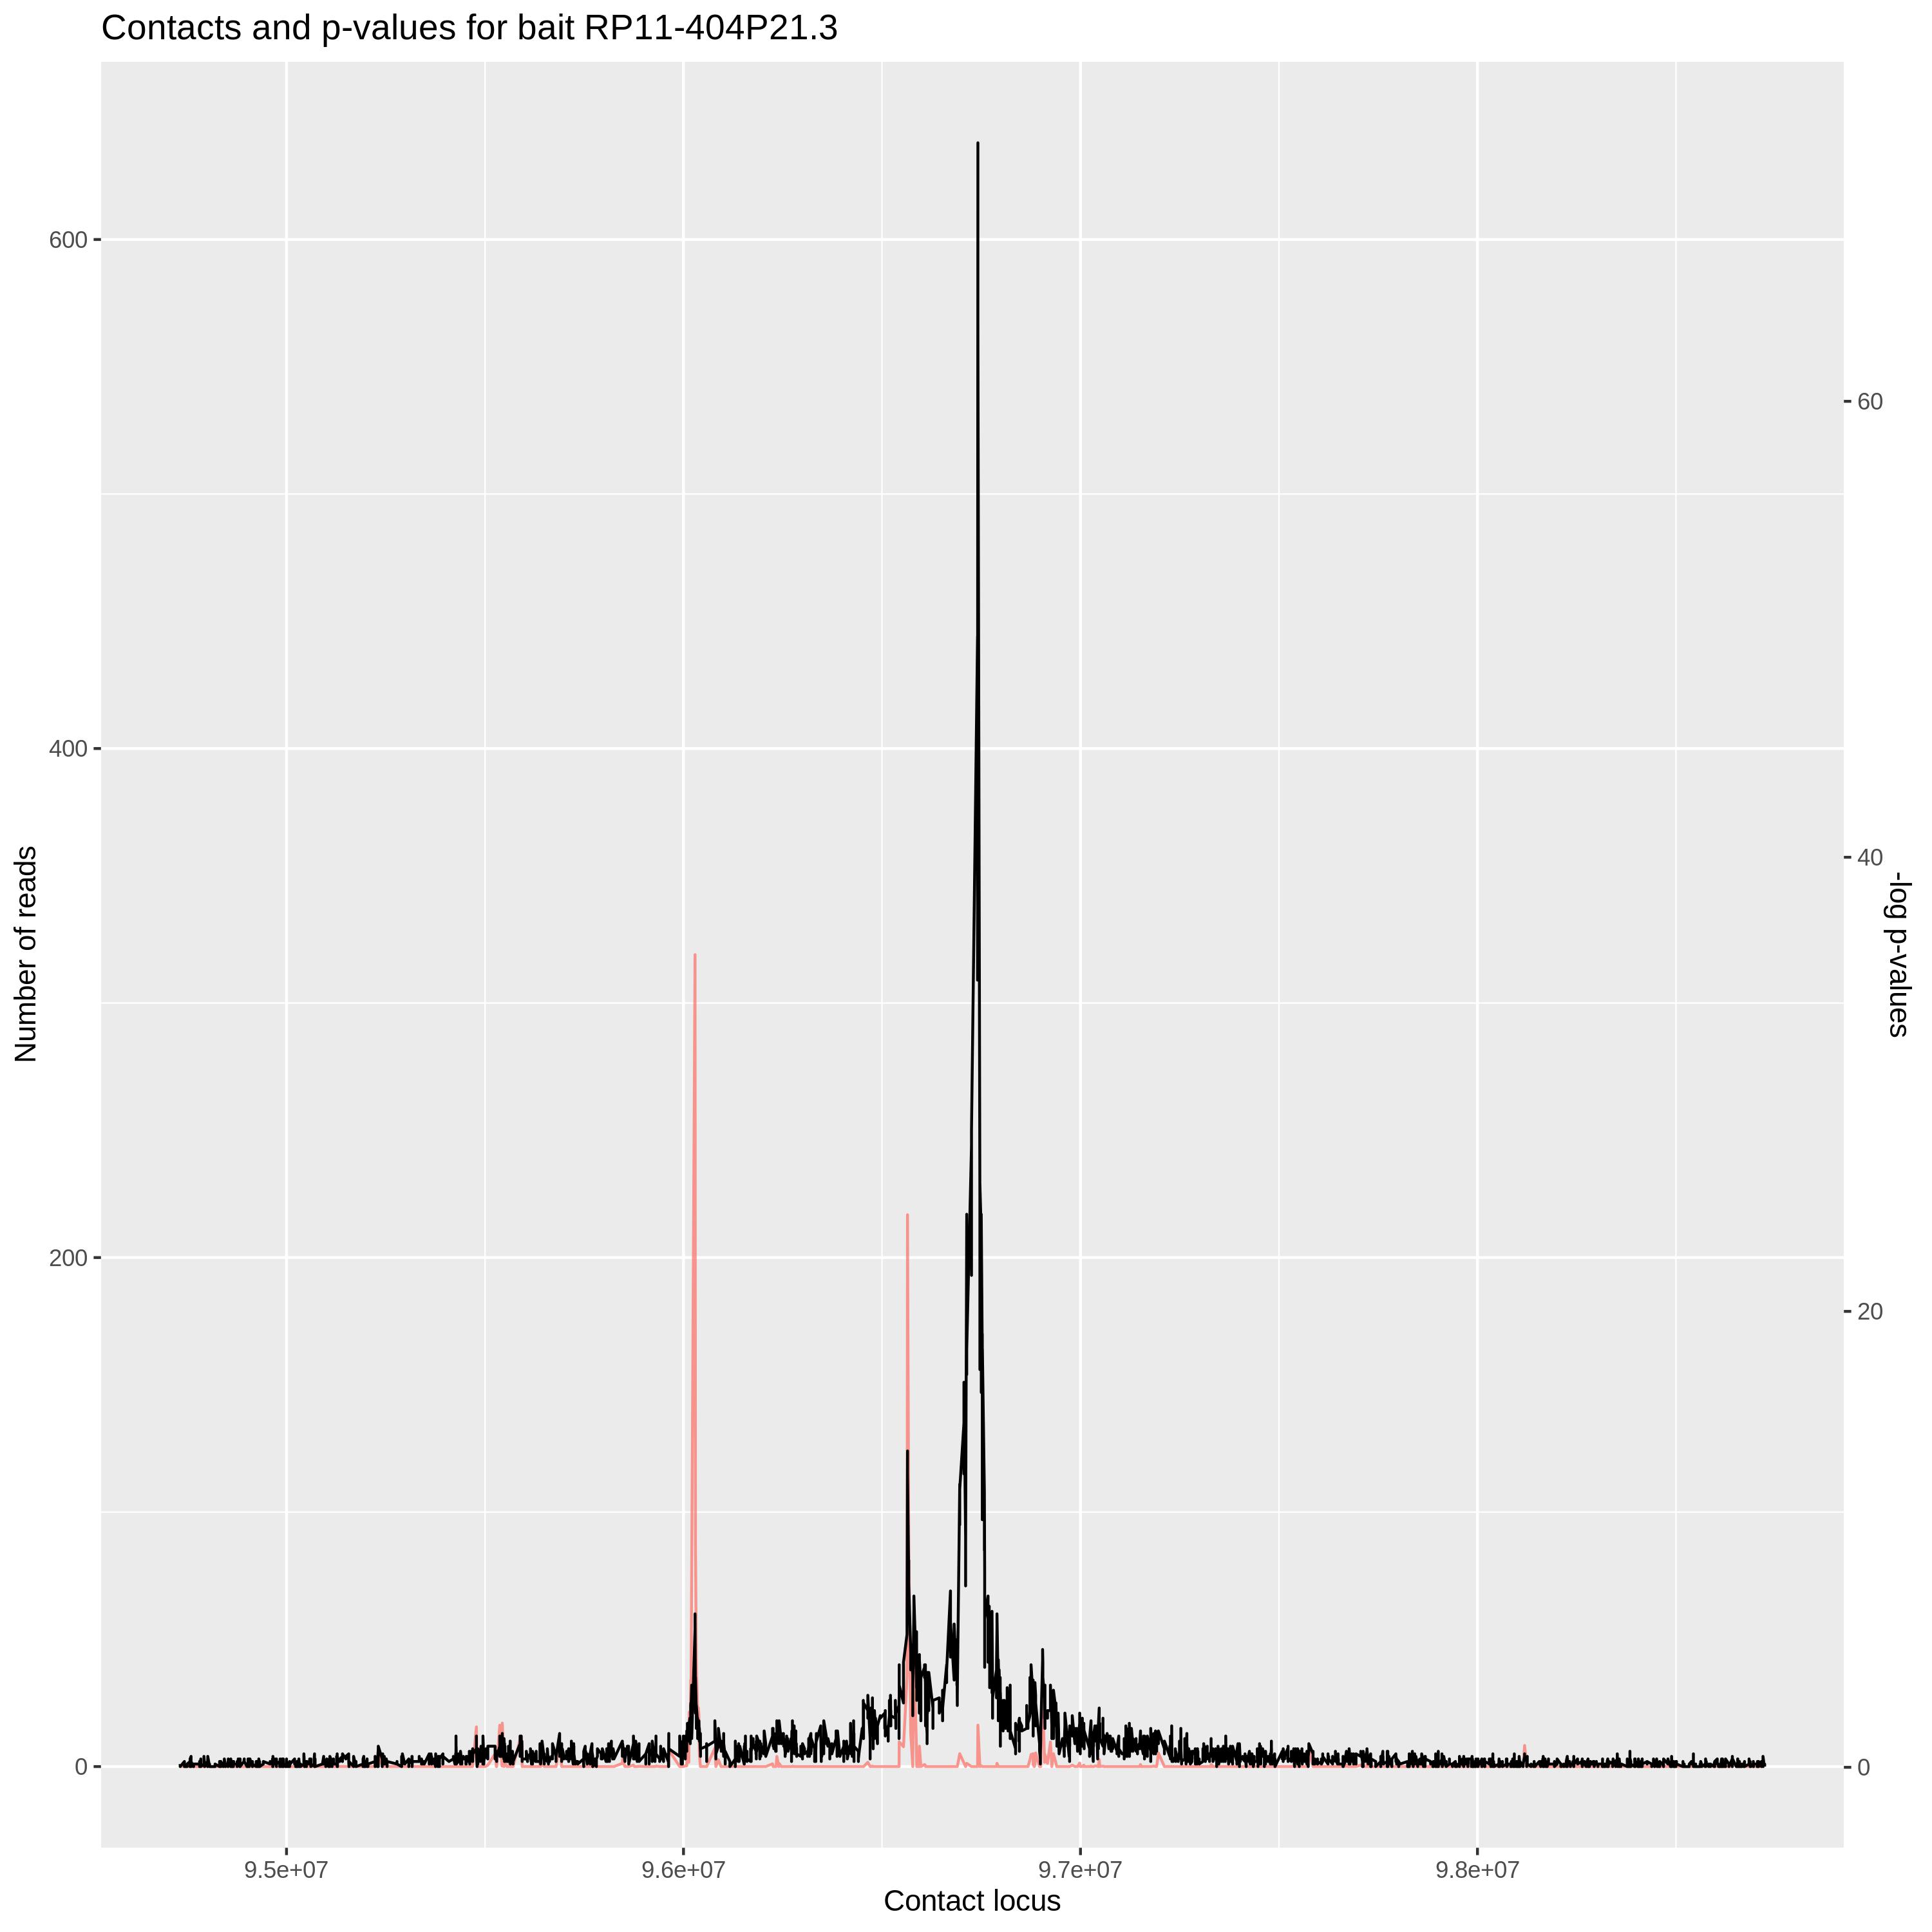 Contacts and p-values for bait RP11-404P21.3
600
400
200
0
Number of reads
60
40
20
0
-log p-values
9.5e+07
9.6e+07
9.7e+07
9.8e+07
Contact locus